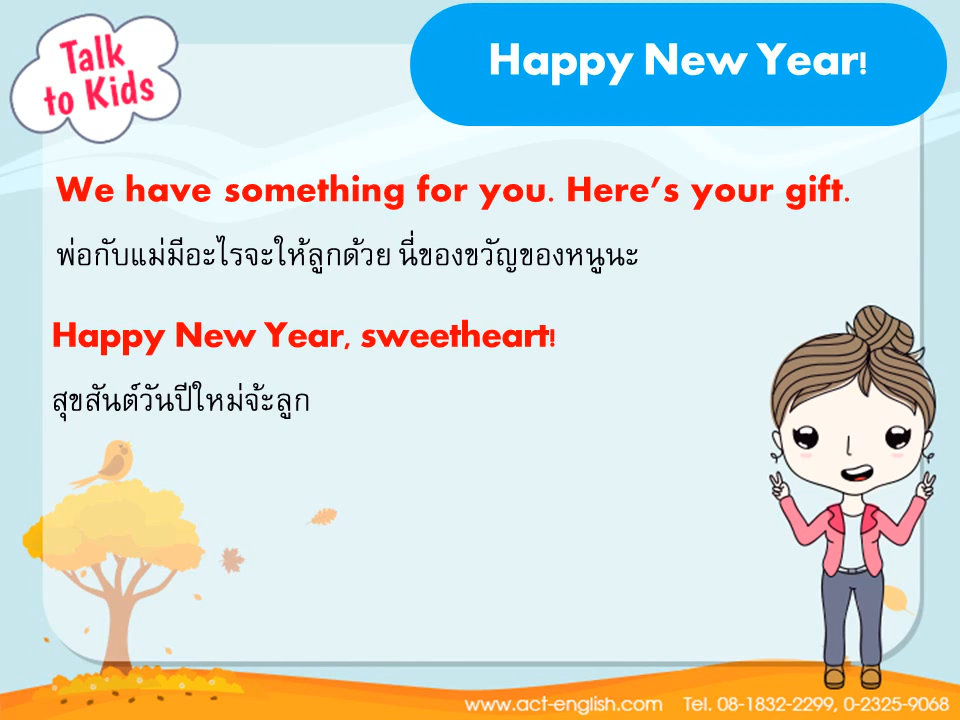 Talk
to Kids
Happy New Year!
We have something for you. Here's your gift.
พ่อกับแม่มีอะไรจะให้ลูกด้วย นี่ของขวัญของหนูนะ
Happy New Year, sweetheart!
สุขสันต์วันปีใหม่จ้ะลูก
www.act-english.com Tel. 08-1832-2299, 0-2325-9068